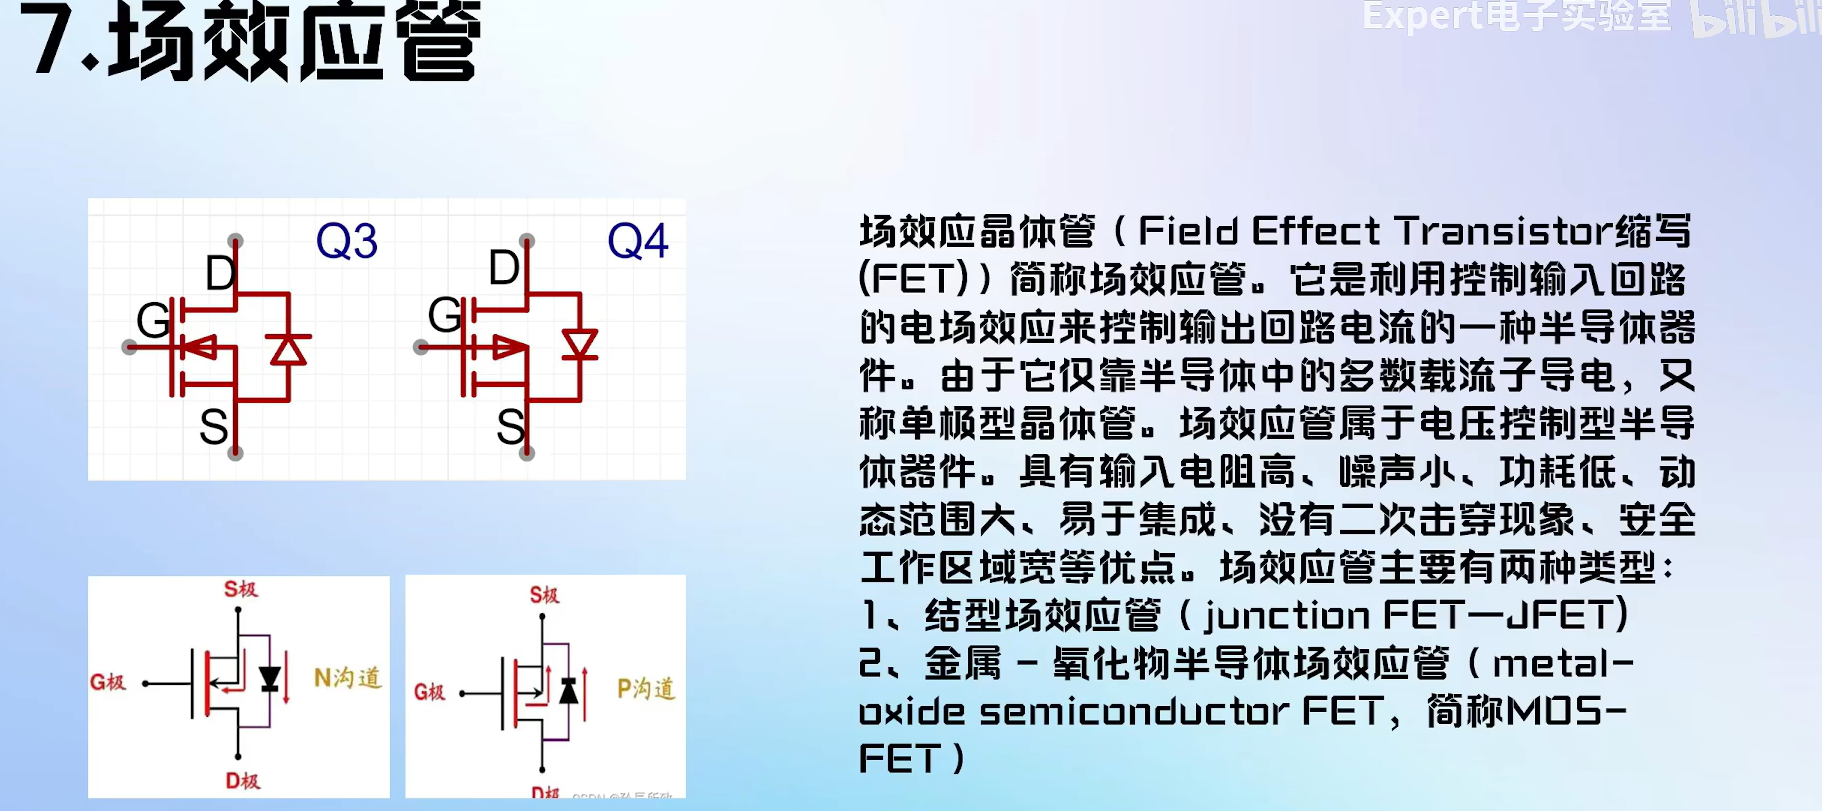 7.场效应管
Expert电子实验室 bilibili
Q3
Q4
D
D
G
G
S
S
S极
G极
N沟道
D极
S极
G极
P沟道
D极
场效应晶体管（Field Effect Transistor缩写
(FET)）简称场效应管。它是利用控制输入回路
的电场效应来控制输出回路电流的一种半导体器
件。由于它仅靠半导体中的多数载流子导电，又
称单极型晶体管。场效应管属于电压控制型半导
体器件。具有输入电阻高、噪声小、功耗低、动
态范围大、易于集成、没有二次击穿现象、安全
工作区域宽等优点。场效应管主要有两种类型：
1、结型场效应管（junction FET—JFET)
2、金属 - 氧化物半导体场效应管（metal-
oxide semiconductor FET，简称MOS-
FET）